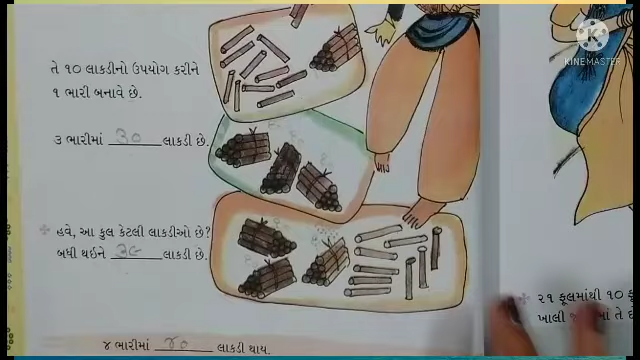 તે ૧૦ લાકડીનો ઉપયોગ કરીને
૧ ભારી બનાવે છે.
૩ ભારીમાં ૩૦ લાકડી છે.
હવે, આ કુલ કેટલી લાકડીઓ છે?
બધી થઈને ૩૯ લાકડી છે.
૪ ભારીમાં ૪૦ લાકડી થાય.
૨૧ ફૂલમાંથી ૧૦
ખાલી
KINEMASTER